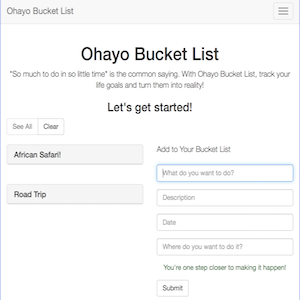 Ohayo Bucket List
Ohayo Bucket List
"So much to do in so little time" is the common saying. With Ohayo Bucket List, track your
life goals and turn them into reality!
Let's get started!
See All Clear
African Safari!
Road Trip
Add to Your Bucket List
What do you want to do?
Description
Date
Where do you want to do it?
You're one step closer to making it happen!
Submit